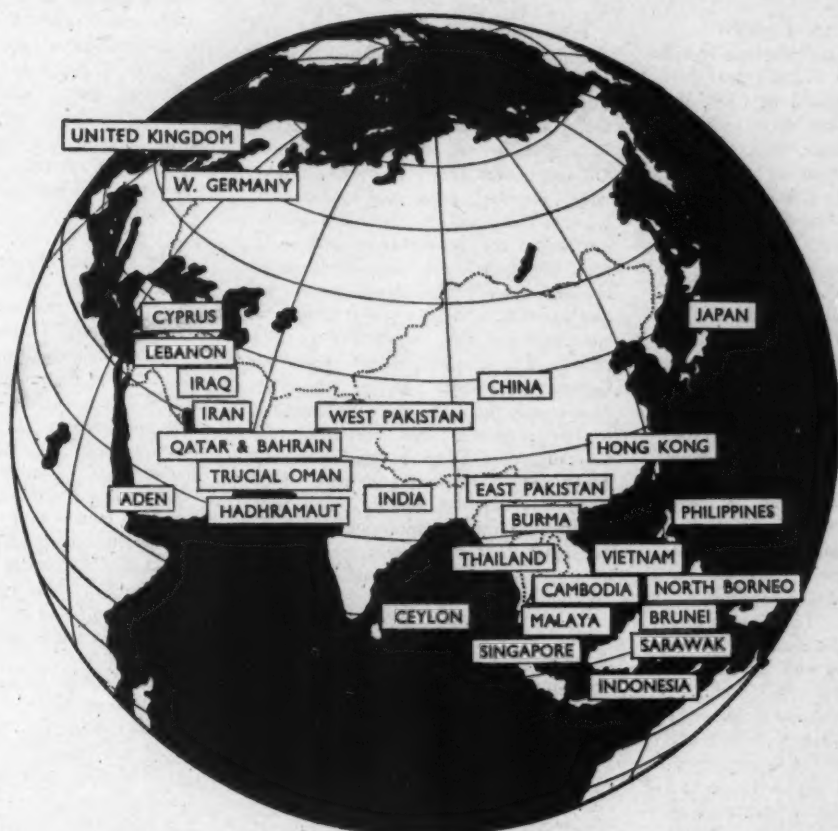 UNITED KINGDOM
W. GERMANY
CYPRUS
JAPAN
LEBANON
IRAQ
CHINA
IRAN
WEST PAKISTAN
QATAR & BAHRAIN
HONG KONG
TRUCIAL OMAN
ADEN
HADHRAMAUT
INDIA
EAST PAKISTAN
BURMA
PHILIPPINES
THAILAND
VIETNAM
CAMBODIA
NORTH BORNEO
CEYLON
MALAYA
BRUNEI
SINGAPORE
SARAWAK
INDONESIA